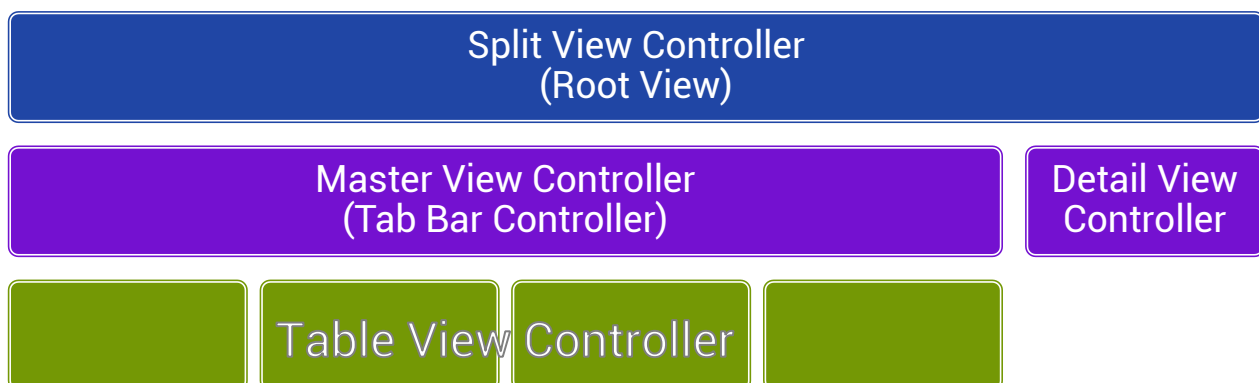 Split View Controller
(Root View)
Master View Controller
(Tab Bar Controller)
Detail View
Controller
Table View Controller